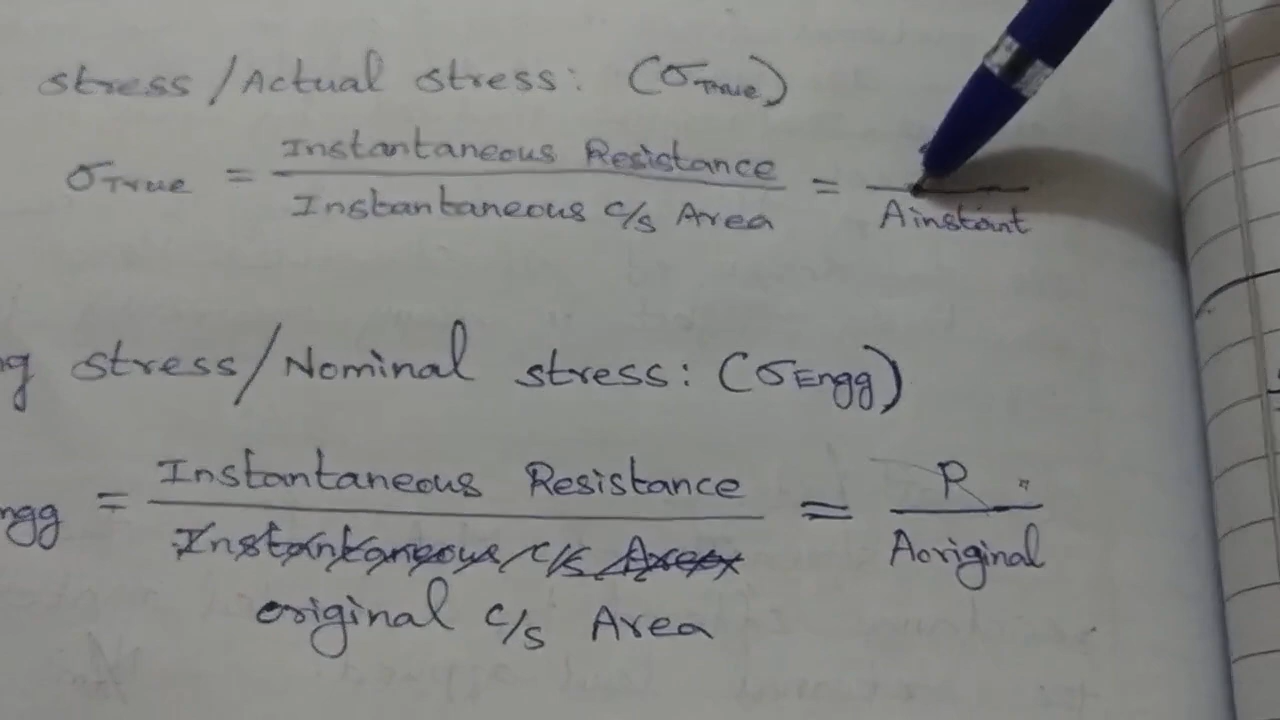 stress / Actual stress: (σTrue)
σTrue = Instantaneous Resistance / Instantaneous c/s Area = / Ainstant
stress / Nominal stress: (σEngg)
= Instantaneous Resistance / Instantaneous c/s Area = R / Aoriginal
original c/s Area